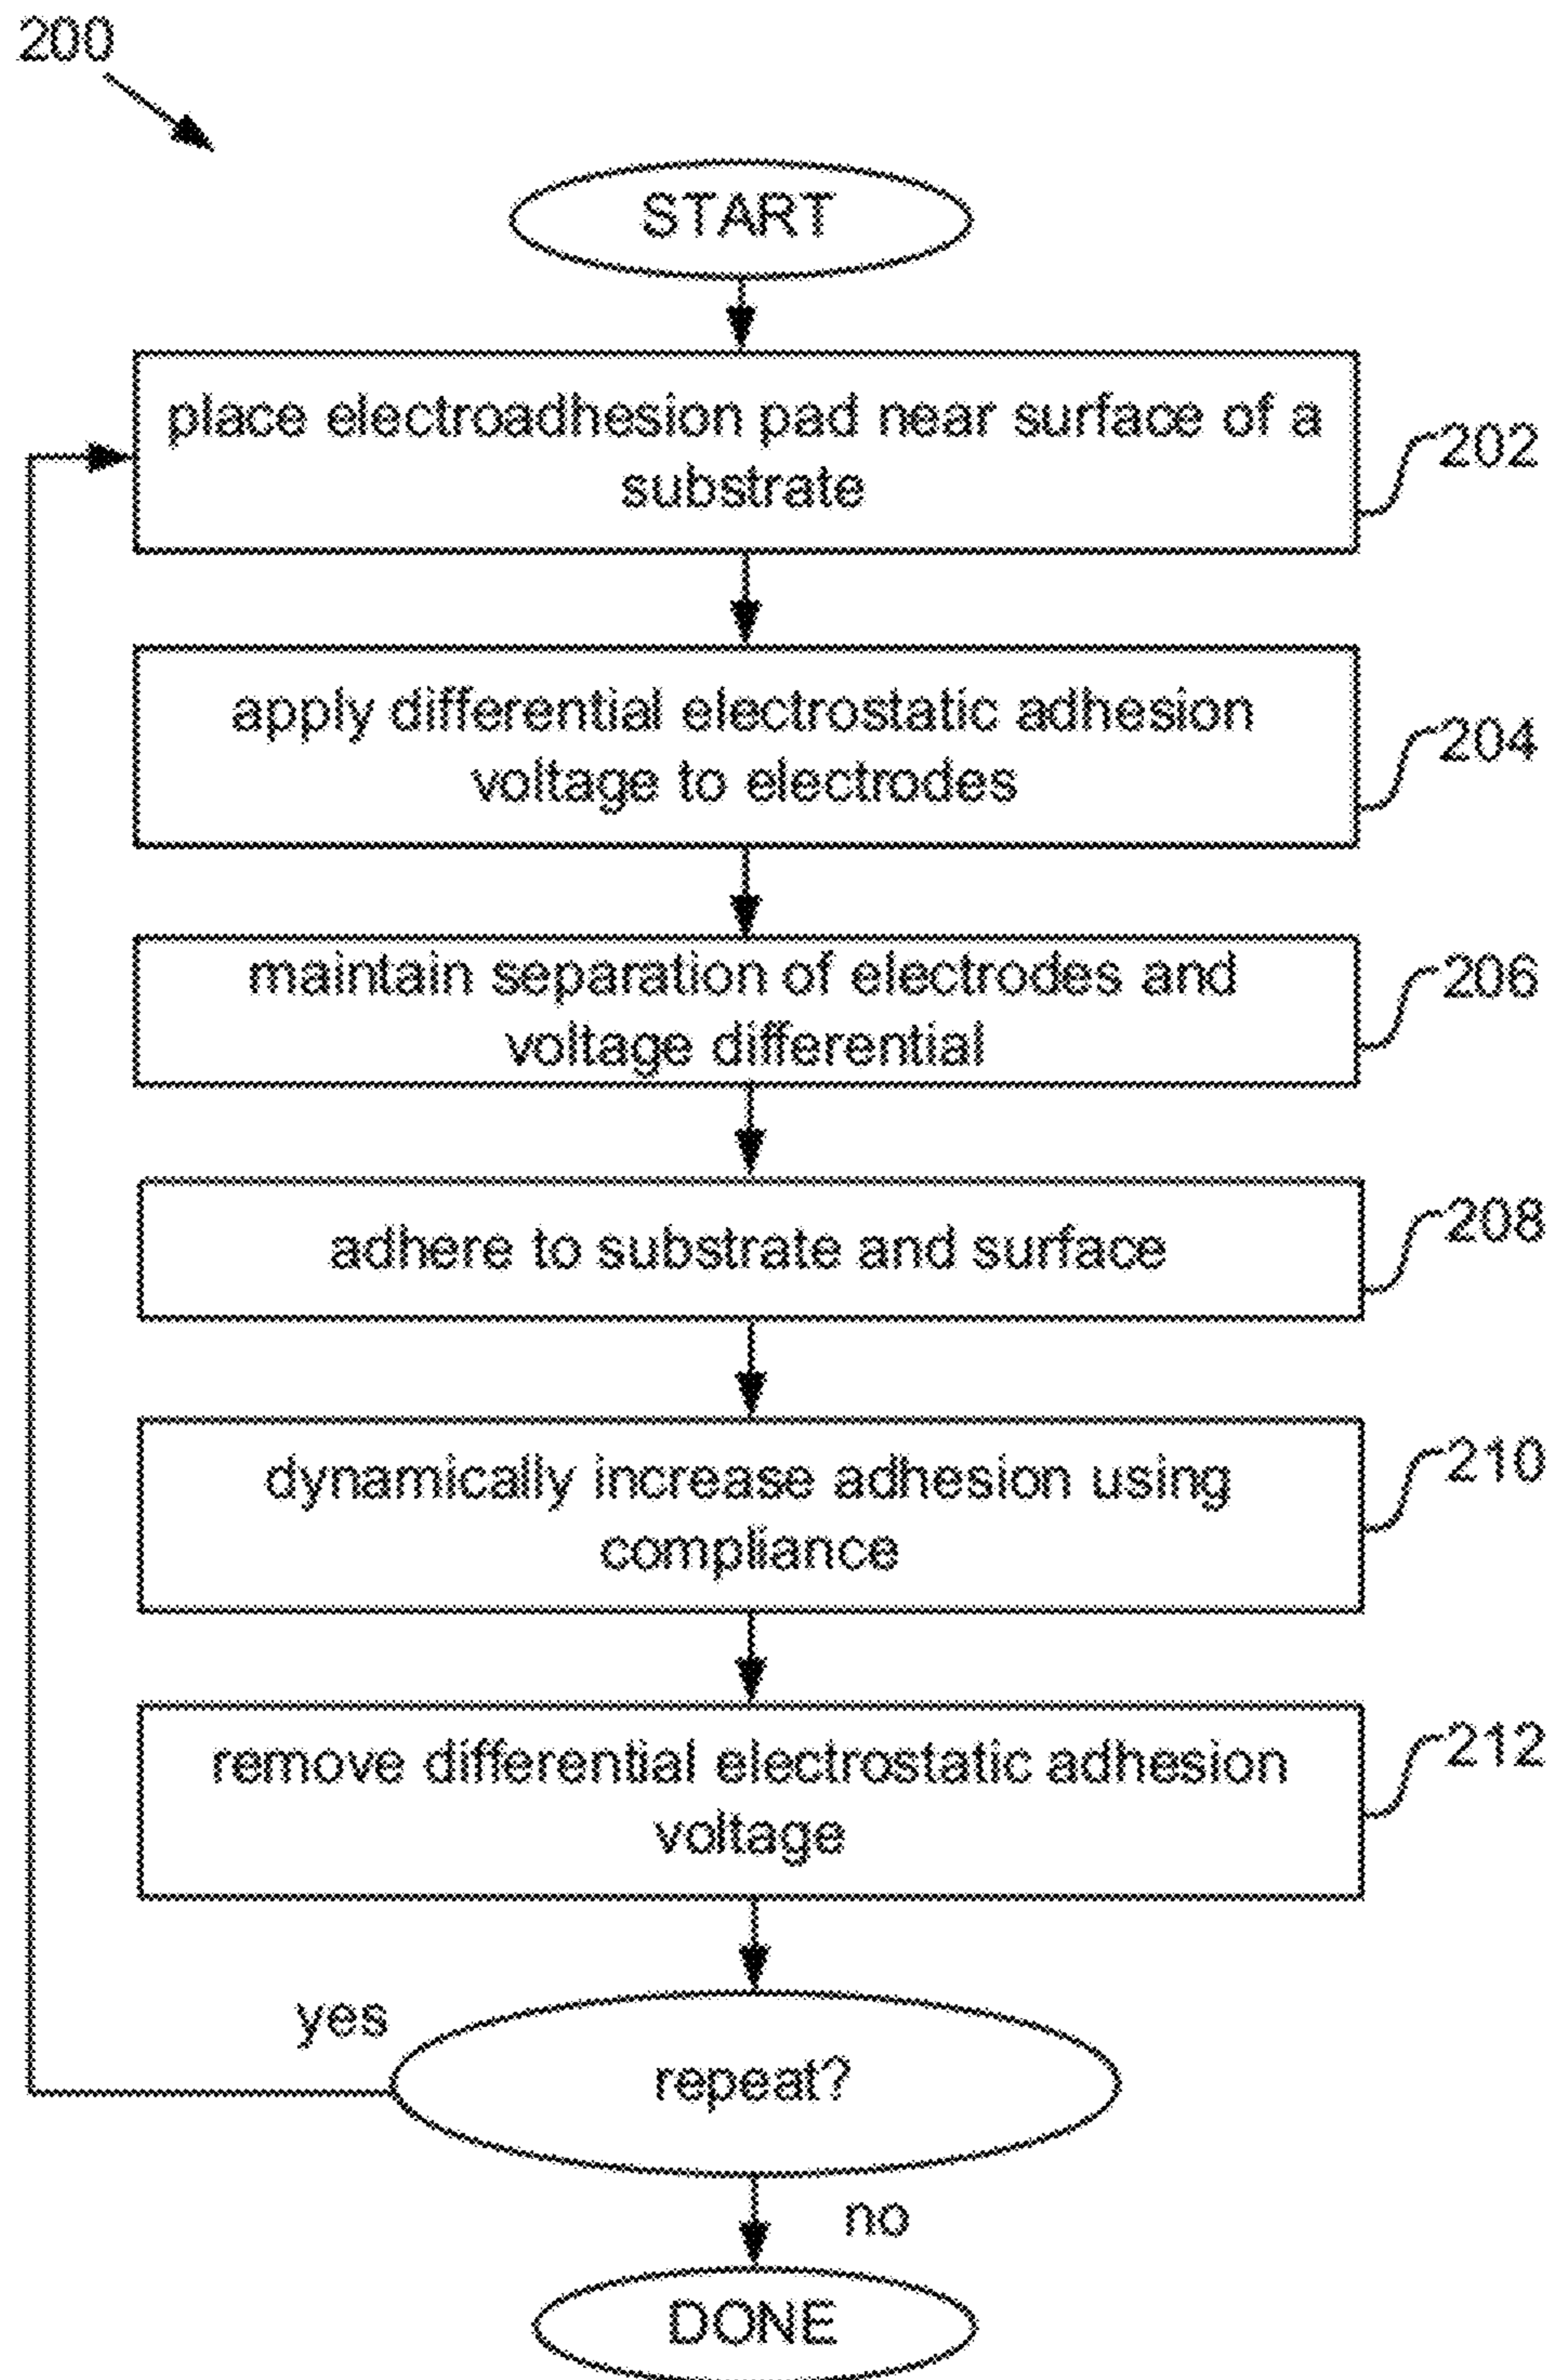 200
START
place electroadhesion pad near surface of a
substrate
202
apply differential electrostatic adhesion
voltage to electrodes
204
maintain separation of electrodes and
voltage differential
206
adhere to substrate and surface
208
dynamically increase adhesion using
compliance
210
remove differential electrostatic adhesion
voltage
212
yes
repeat?
no
DONE